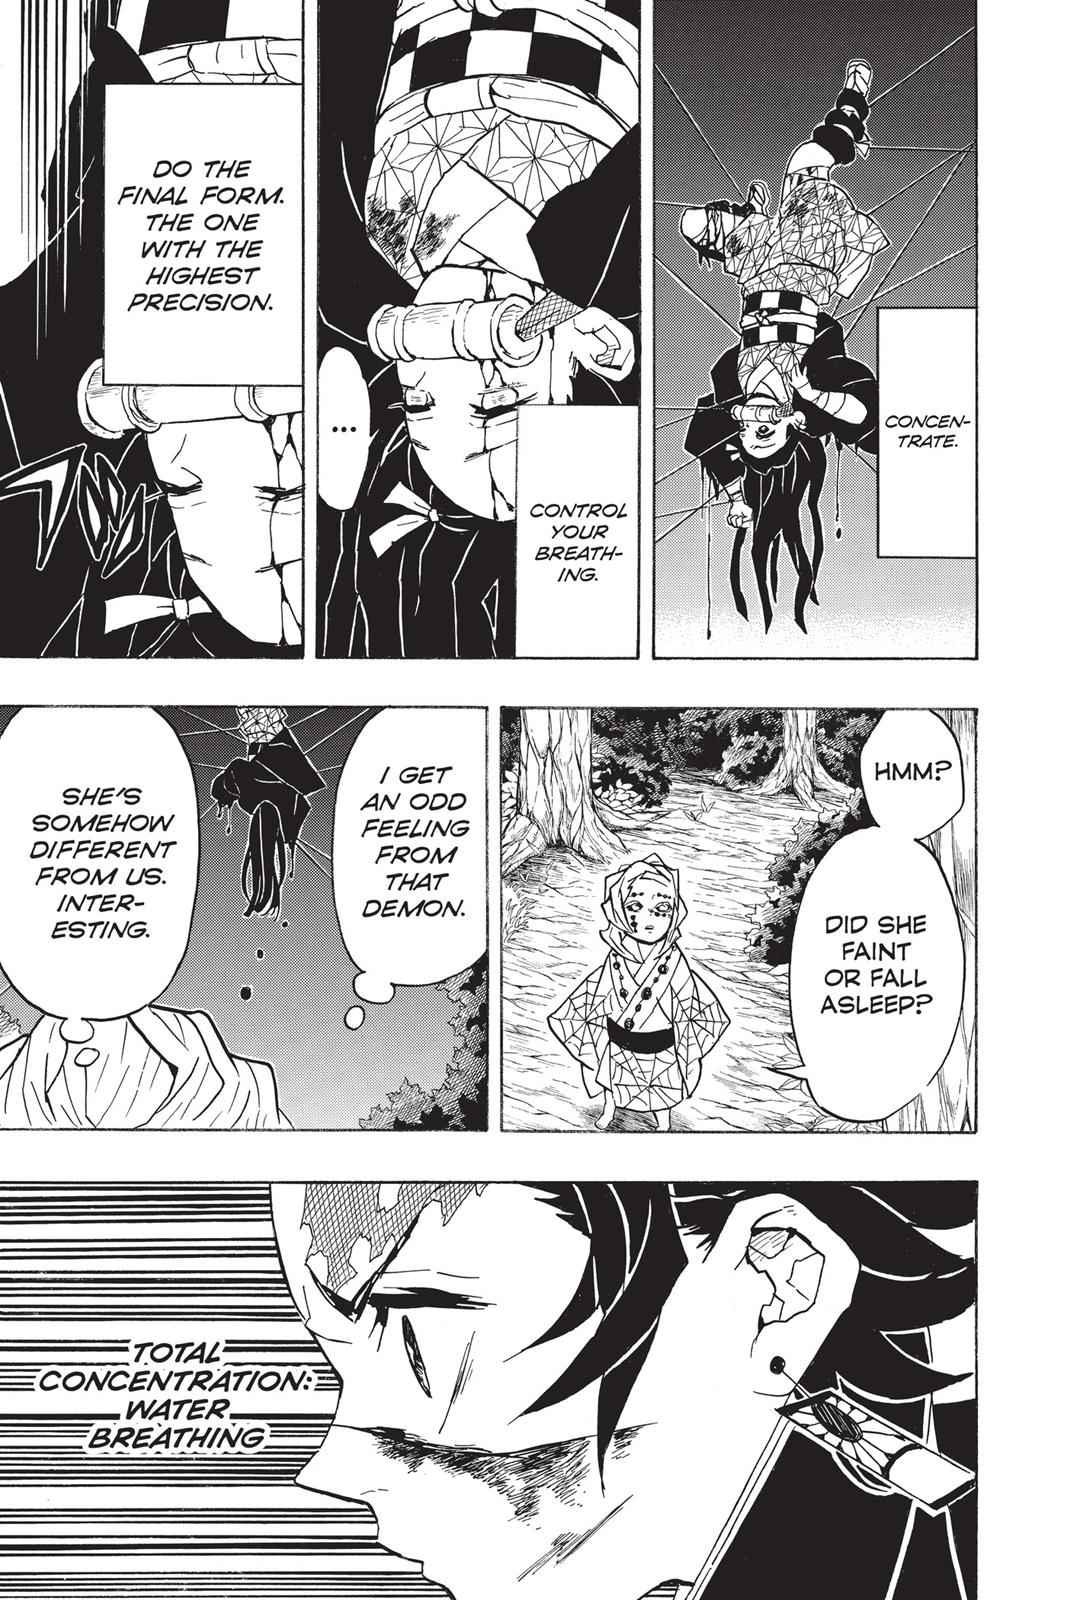 CONCEN-
TRATE.
CONTROL
YOUR
BREATH-
ING.
...
DO THE
FINAL FORM.
THE ONE
WITH THE
HIGHEST
PRECISION.
HMM?
DID SHE
FAINT
OR FALL
ASLEEP?
I GET
AN ODD
FEELING
FROM
THAT
DEMON.
SHE'S
SOMEHOW
DIFFERENT
FROM US.
INTER-
ESTING.
TOTAL
CONCENTRATION:
WATER
BREATHING